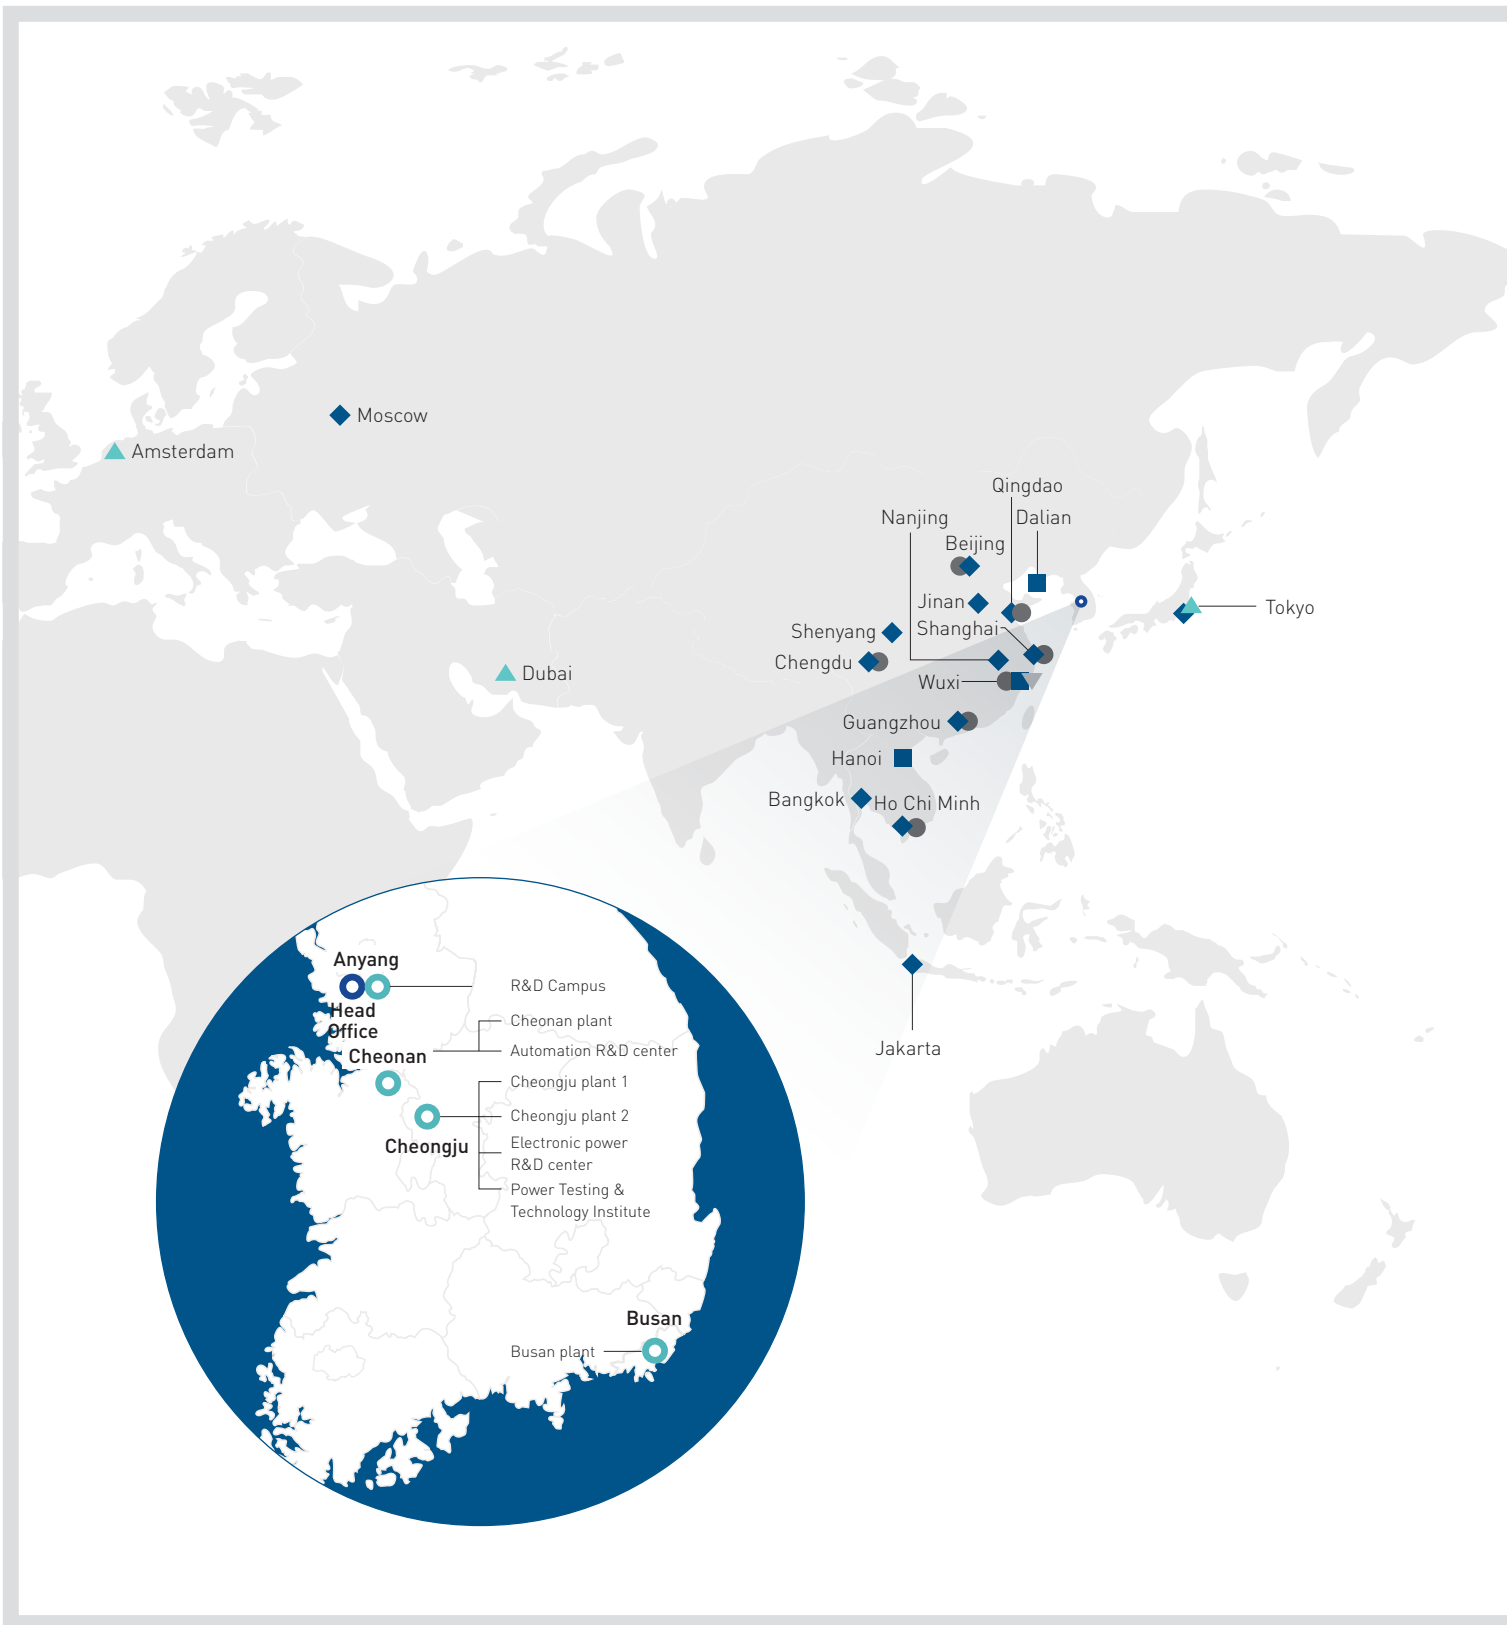 Moscow
Amsterdam
Qingdao
Nanjing
Dalian
Beijing
Jinan
Tokyo
Shenyang
Shanghai
Chengdu
Dubai
Wuxi
Guangzhou
Hanoi
Bangkok
Ho Chi Minh
Jakarta
Anyang
Head
Office
R&D Campus
Cheonan
Cheonan plant
Automation R&D center
Cheongju
Cheongju plant 1
Cheongju plant 2
Electronic power
R&D center
Power Testing &
Technology Institute
Busan
Busan plant